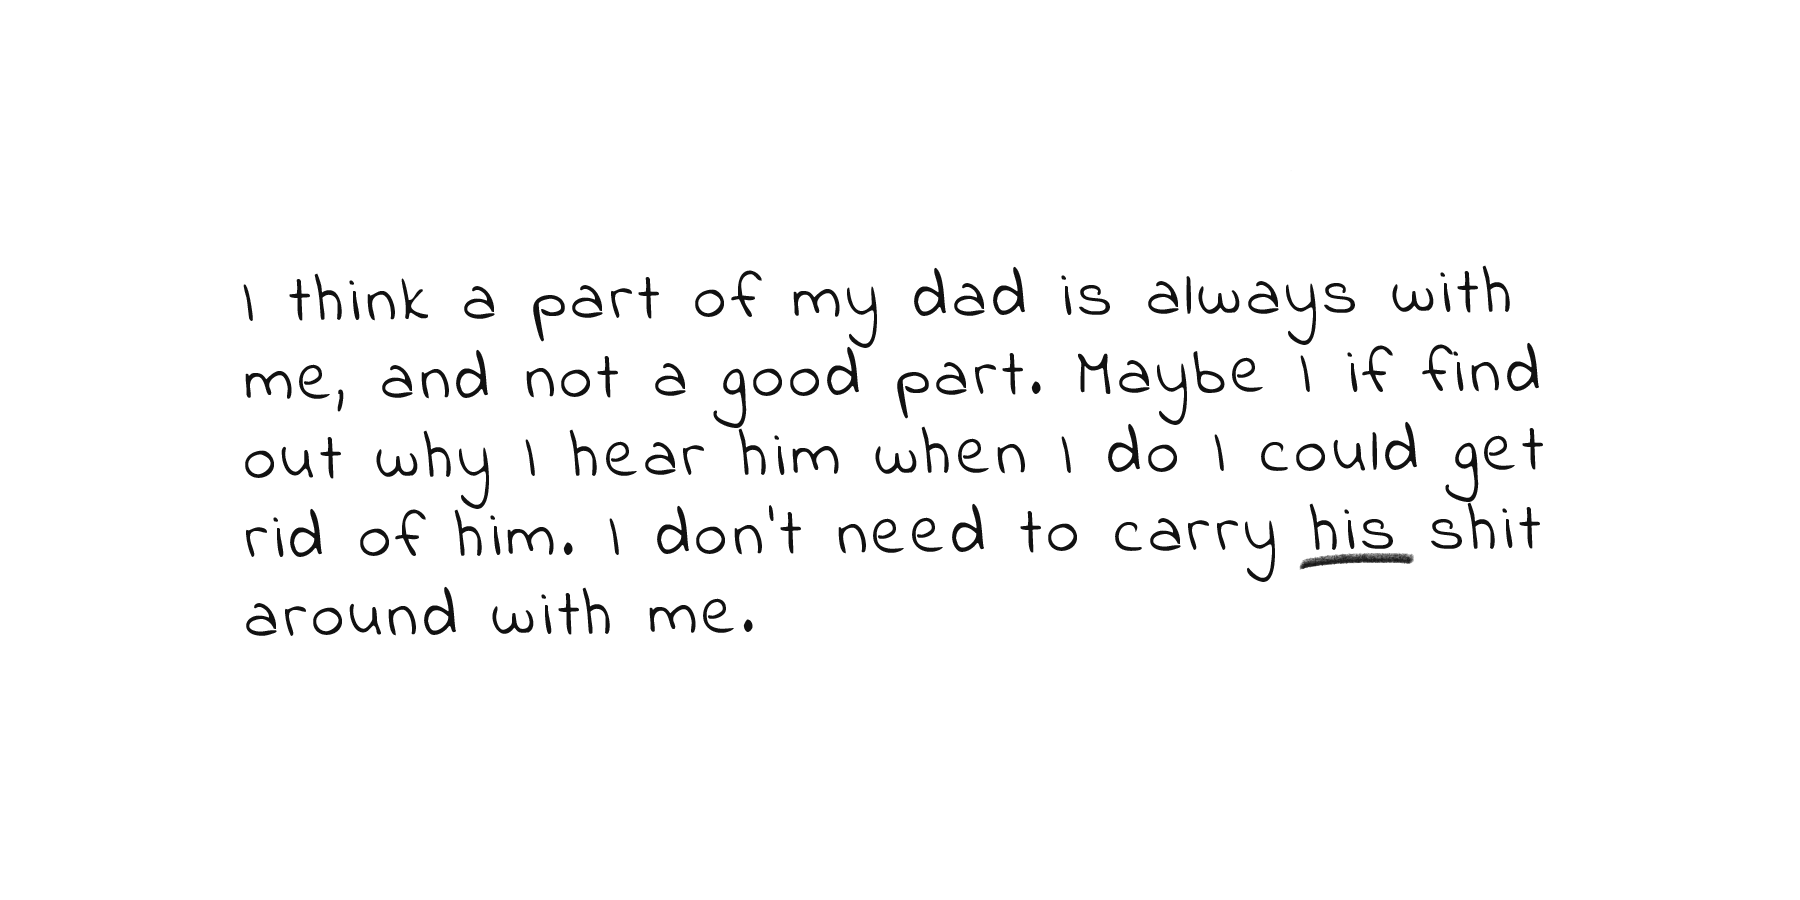 I think a part of my dad is always with
me, and not a good part. Maybe I if find
out why I hear him when I do I could get
rid of him. I don't need to carry his shit
around with me.